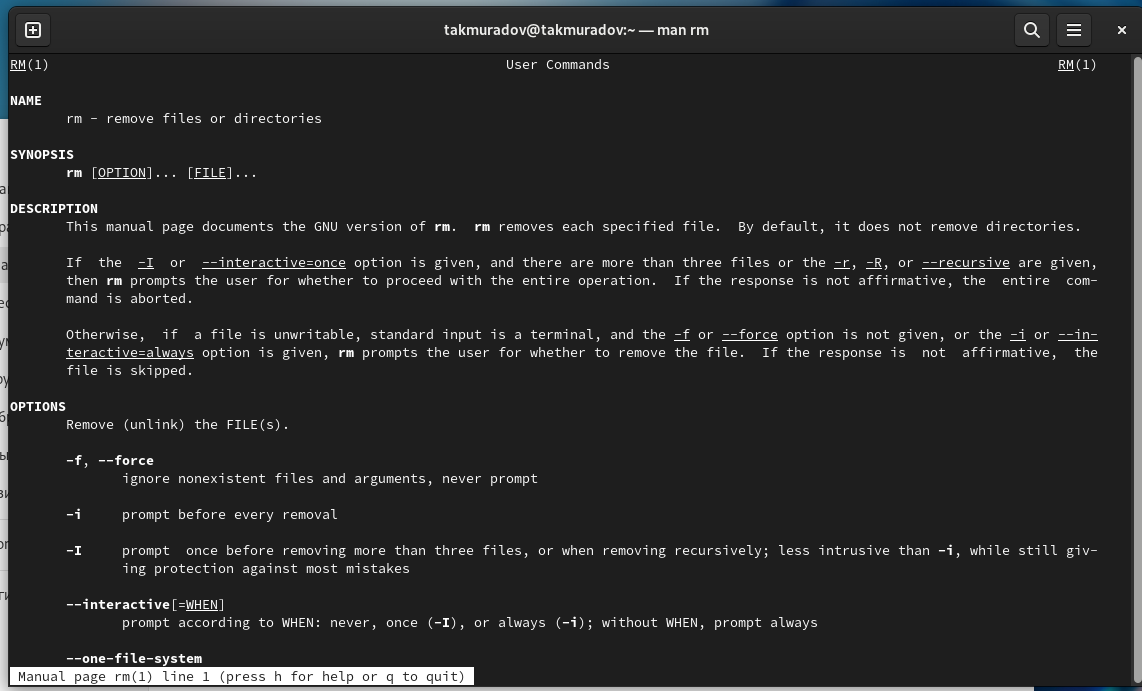 takmuradov@takmuradov:~ — man rm
RM(1) User Commands RM(1)
NAME
rm - remove files or directories
SYNOPSIS
rm [OPTION]... [FILE]...
DESCRIPTION
This manual page documents the GNU version of rm.  rm removes each specified file.  By default, it does not remove directories.
If  the  -I  or  --interactive=once option is given, and there are more than three files or the -r, -R, or --recursive are given,
then rm prompts the user for whether to proceed with the entire operation.  If the response is not affirmative, the  entire  com-
mand is aborted.
Otherwise,  if  a file is unwritable, standard input is a terminal, and the -f or --force option is not given, or the -i or --in-
teractive=always option is given, rm prompts the user for whether to remove the file.  If the response is  not  affirmative,  the
file is skipped.
OPTIONS
Remove (unlink) the FILE(s).
-f, --force
ignore nonexistent files and arguments, never prompt
-i     prompt before every removal
-I     prompt  once before removing more than three files, or when removing recursively; less intrusive than -i, while still giv-
ing protection against most mistakes
--interactive[=WHEN]
prompt according to WHEN: never, once (-I), or always (-i); without WHEN, prompt always
--one-file-system
Manual page rm(1) line 1 (press h for help or q to quit)